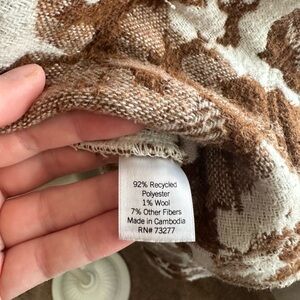 92% Recycled
Polyester
1% Wool
7% Other Fibers
Made in Cambodia
RN# 73277